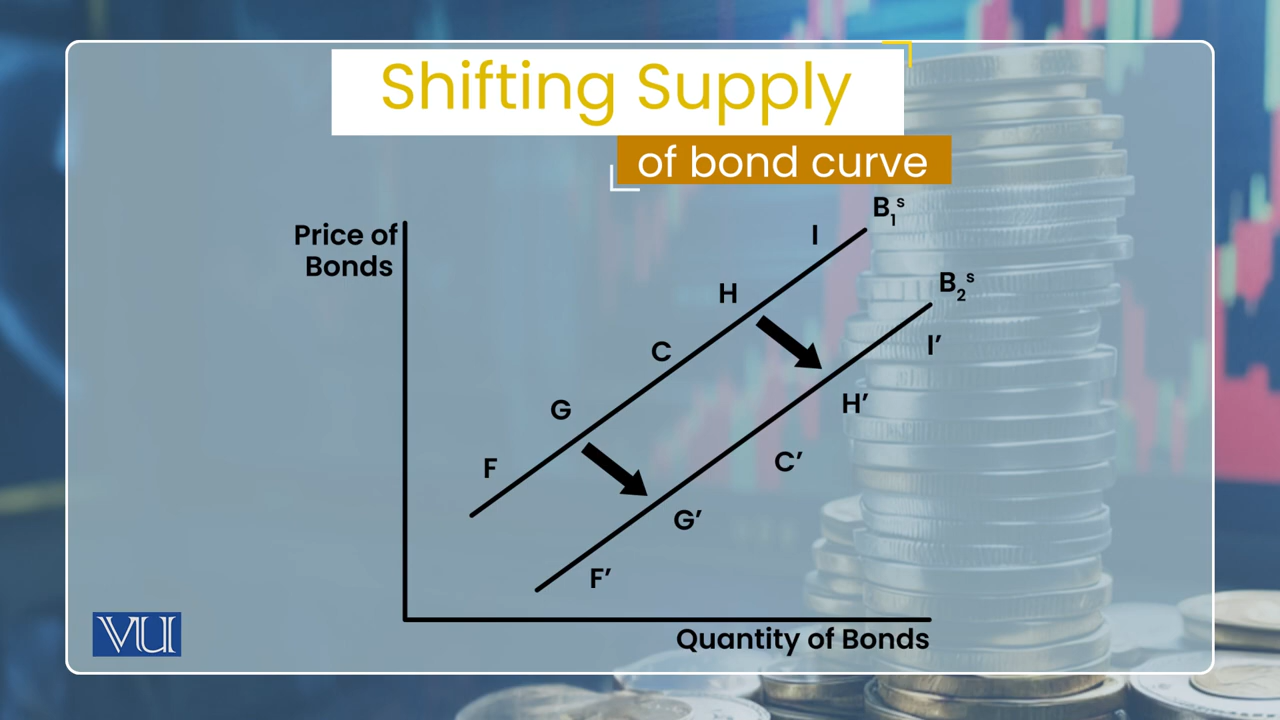 Shifting Supply
of bond curve
Price of
Bonds
B₁ˢ
I
H
B₂ˢ
I’
C
H’
G
C’
F
G’
F’
Quantity of Bonds
VU